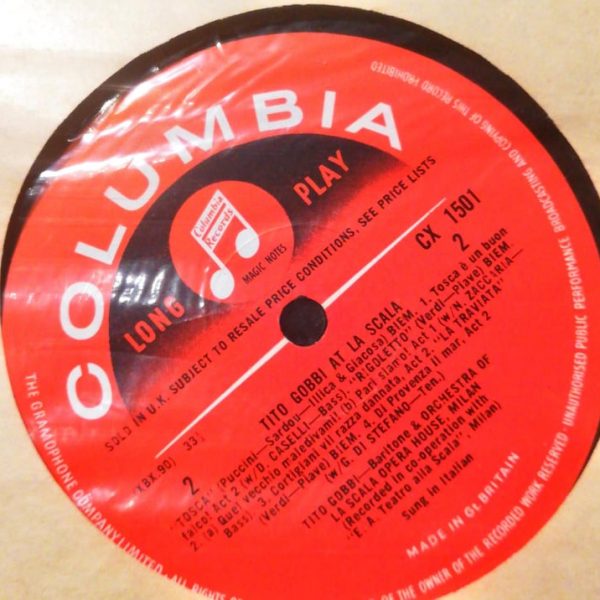 COLUMBIA
LONG PLAY
Columbia
Records
MAGIC NOTES
SOLD IN U.K. SUBJECT TO RESALE PRICE CONDITIONS, SEE PRICE LISTS
(XBX.90) 33⅓
CX 1501
2
2
TITO GOBBI AT LA SCALA
"TOSCA" (Puccini—Sardou—Illica & Giacosa) BIEM. 1. Tosca è un buon
falco! Act 2 (w/D. CASELLI—Bass). "RIGOLETTO" (Verdi—Piave) BIEM.
2. (a) Quel vecchio maledivami! (b) Pari siamo! Act 1 (w/N. ZACCARIA—
Bass) 3. Cortigiani vil razza dannata, Act 2. "LA TRAVIATA"
(Verdi—Piave) BIEM. 4. Di Provenza il mar, Act 2
(w/G. DI STEFANO—Ten.)
TITO GOBBI—Baritone & ORCHESTRA OF
LA SCALA OPERA HOUSE, MILAN
(Recorded in co-operation with
"E. A. Teatro alla Scala", Milan)
Sung in Italian
MADE IN GT. BRITAIN
THE GRAMOPHONE COMPANY LIMITED. ALL RIGHTS OF THE OWNER OF THE RECORDED WORK RESERVED UNAUTHORISED PUBLIC PERFORMANCE BROADCASTING AND COPYING OF THIS RECORD PROHIBITED